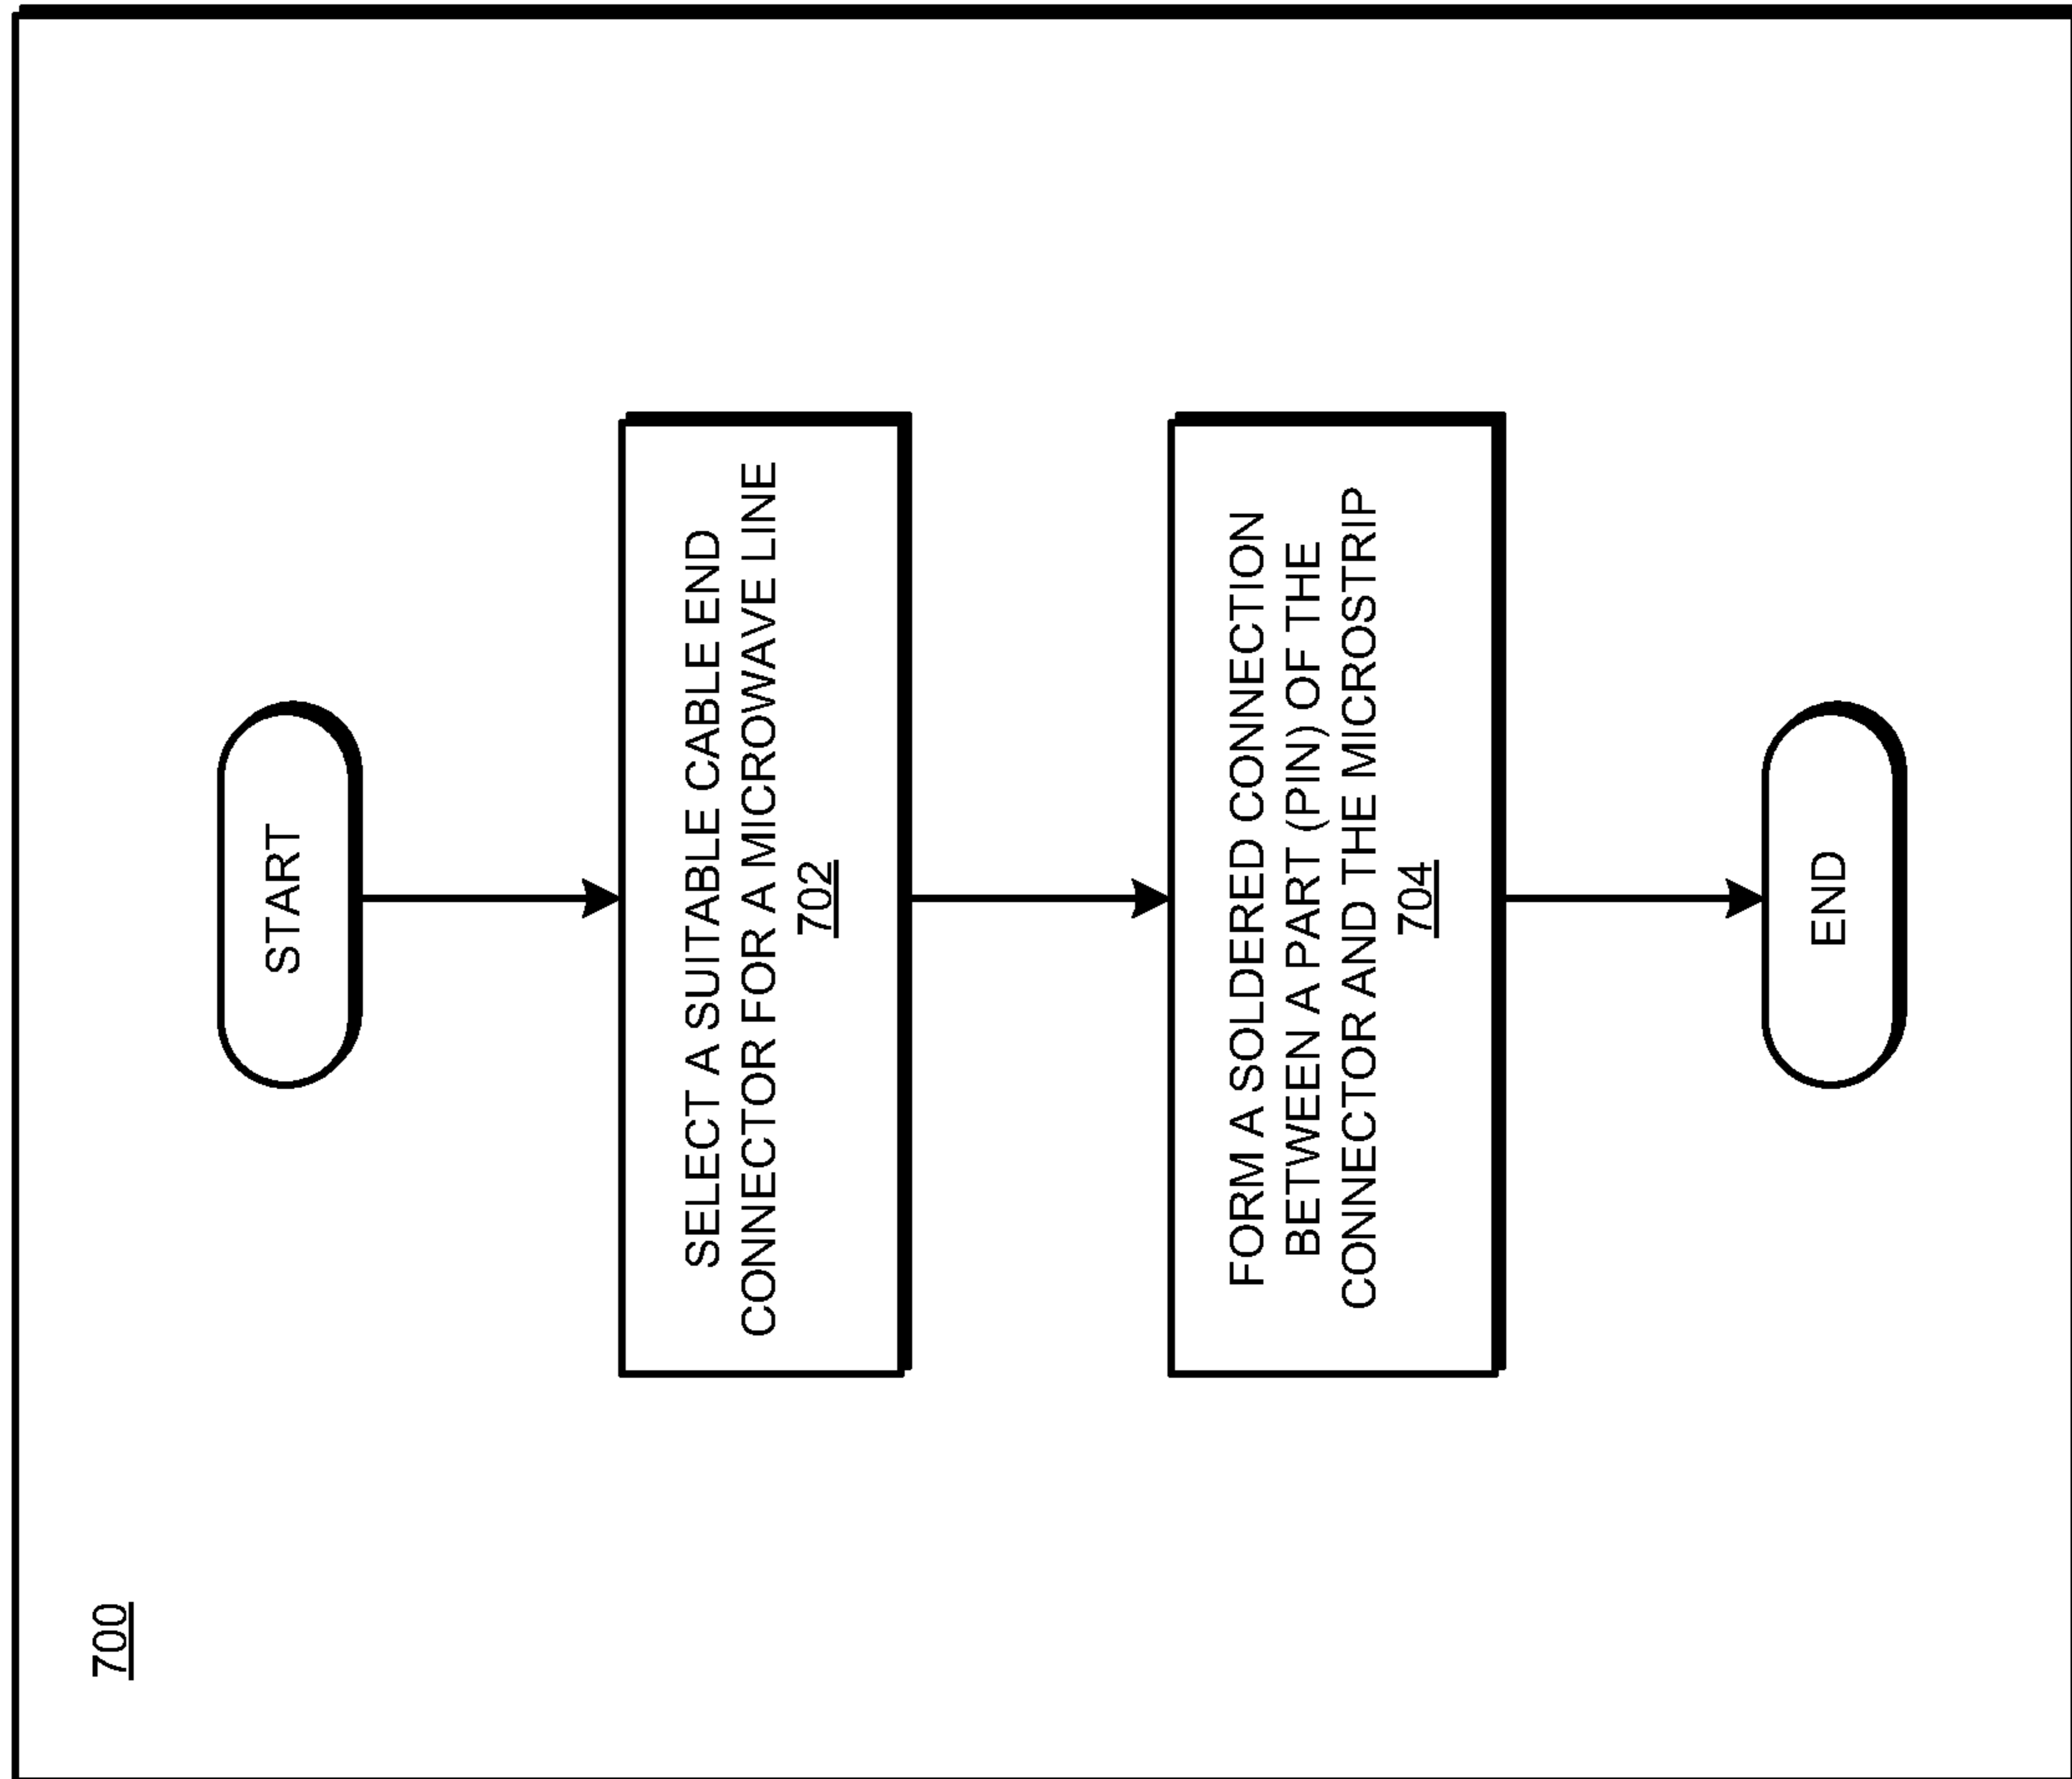 700
START
SELECT A SUITABLE CABLE END
CONNECTOR FOR A MICROWAVE LINE
702
FORM A SOLDERED CONNECTION
BETWEEN A PART (PIN) OF THE
CONNECTOR AND THE MICROSTRIP
704
END